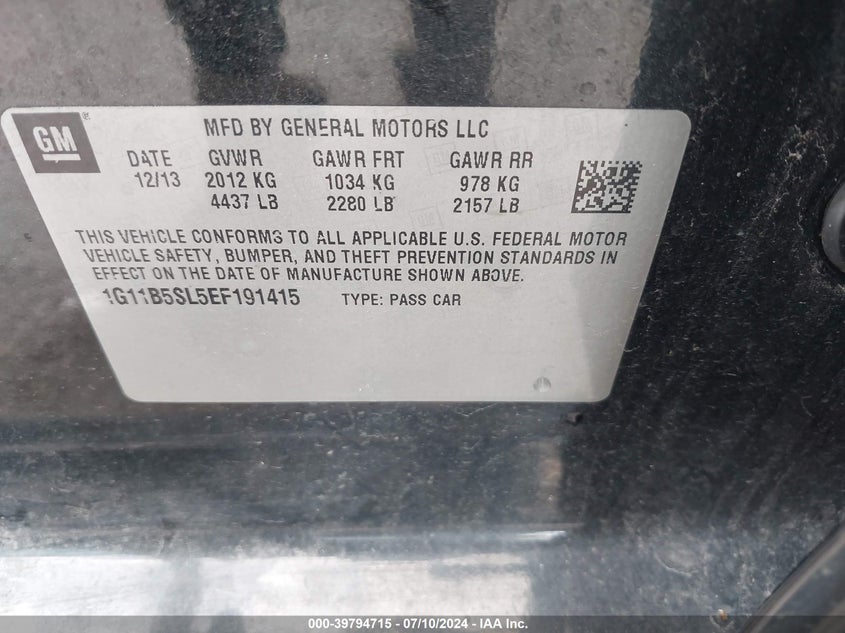 GM
MFD BY GENERAL MOTORS LLC
DATE GVWR GAWR FRT GAWR RR
12/13 2012 KG 1034 KG 978 KG
4437 LB 2280 LB 2157 LB
THIS VEHICLE CONFORMS TO ALL APPLICABLE U.S. FEDERAL MOTOR
VEHICLE SAFETY, BUMPER, AND THEFT PREVENTION STANDARDS IN
EFFECT ON THE DATE OF MANUFACTURE SHOWN ABOVE.
1G11B5SL5EF191415 TYPE: PASS CAR
000-39794715 - 07/10/2024 - IAA Inc.